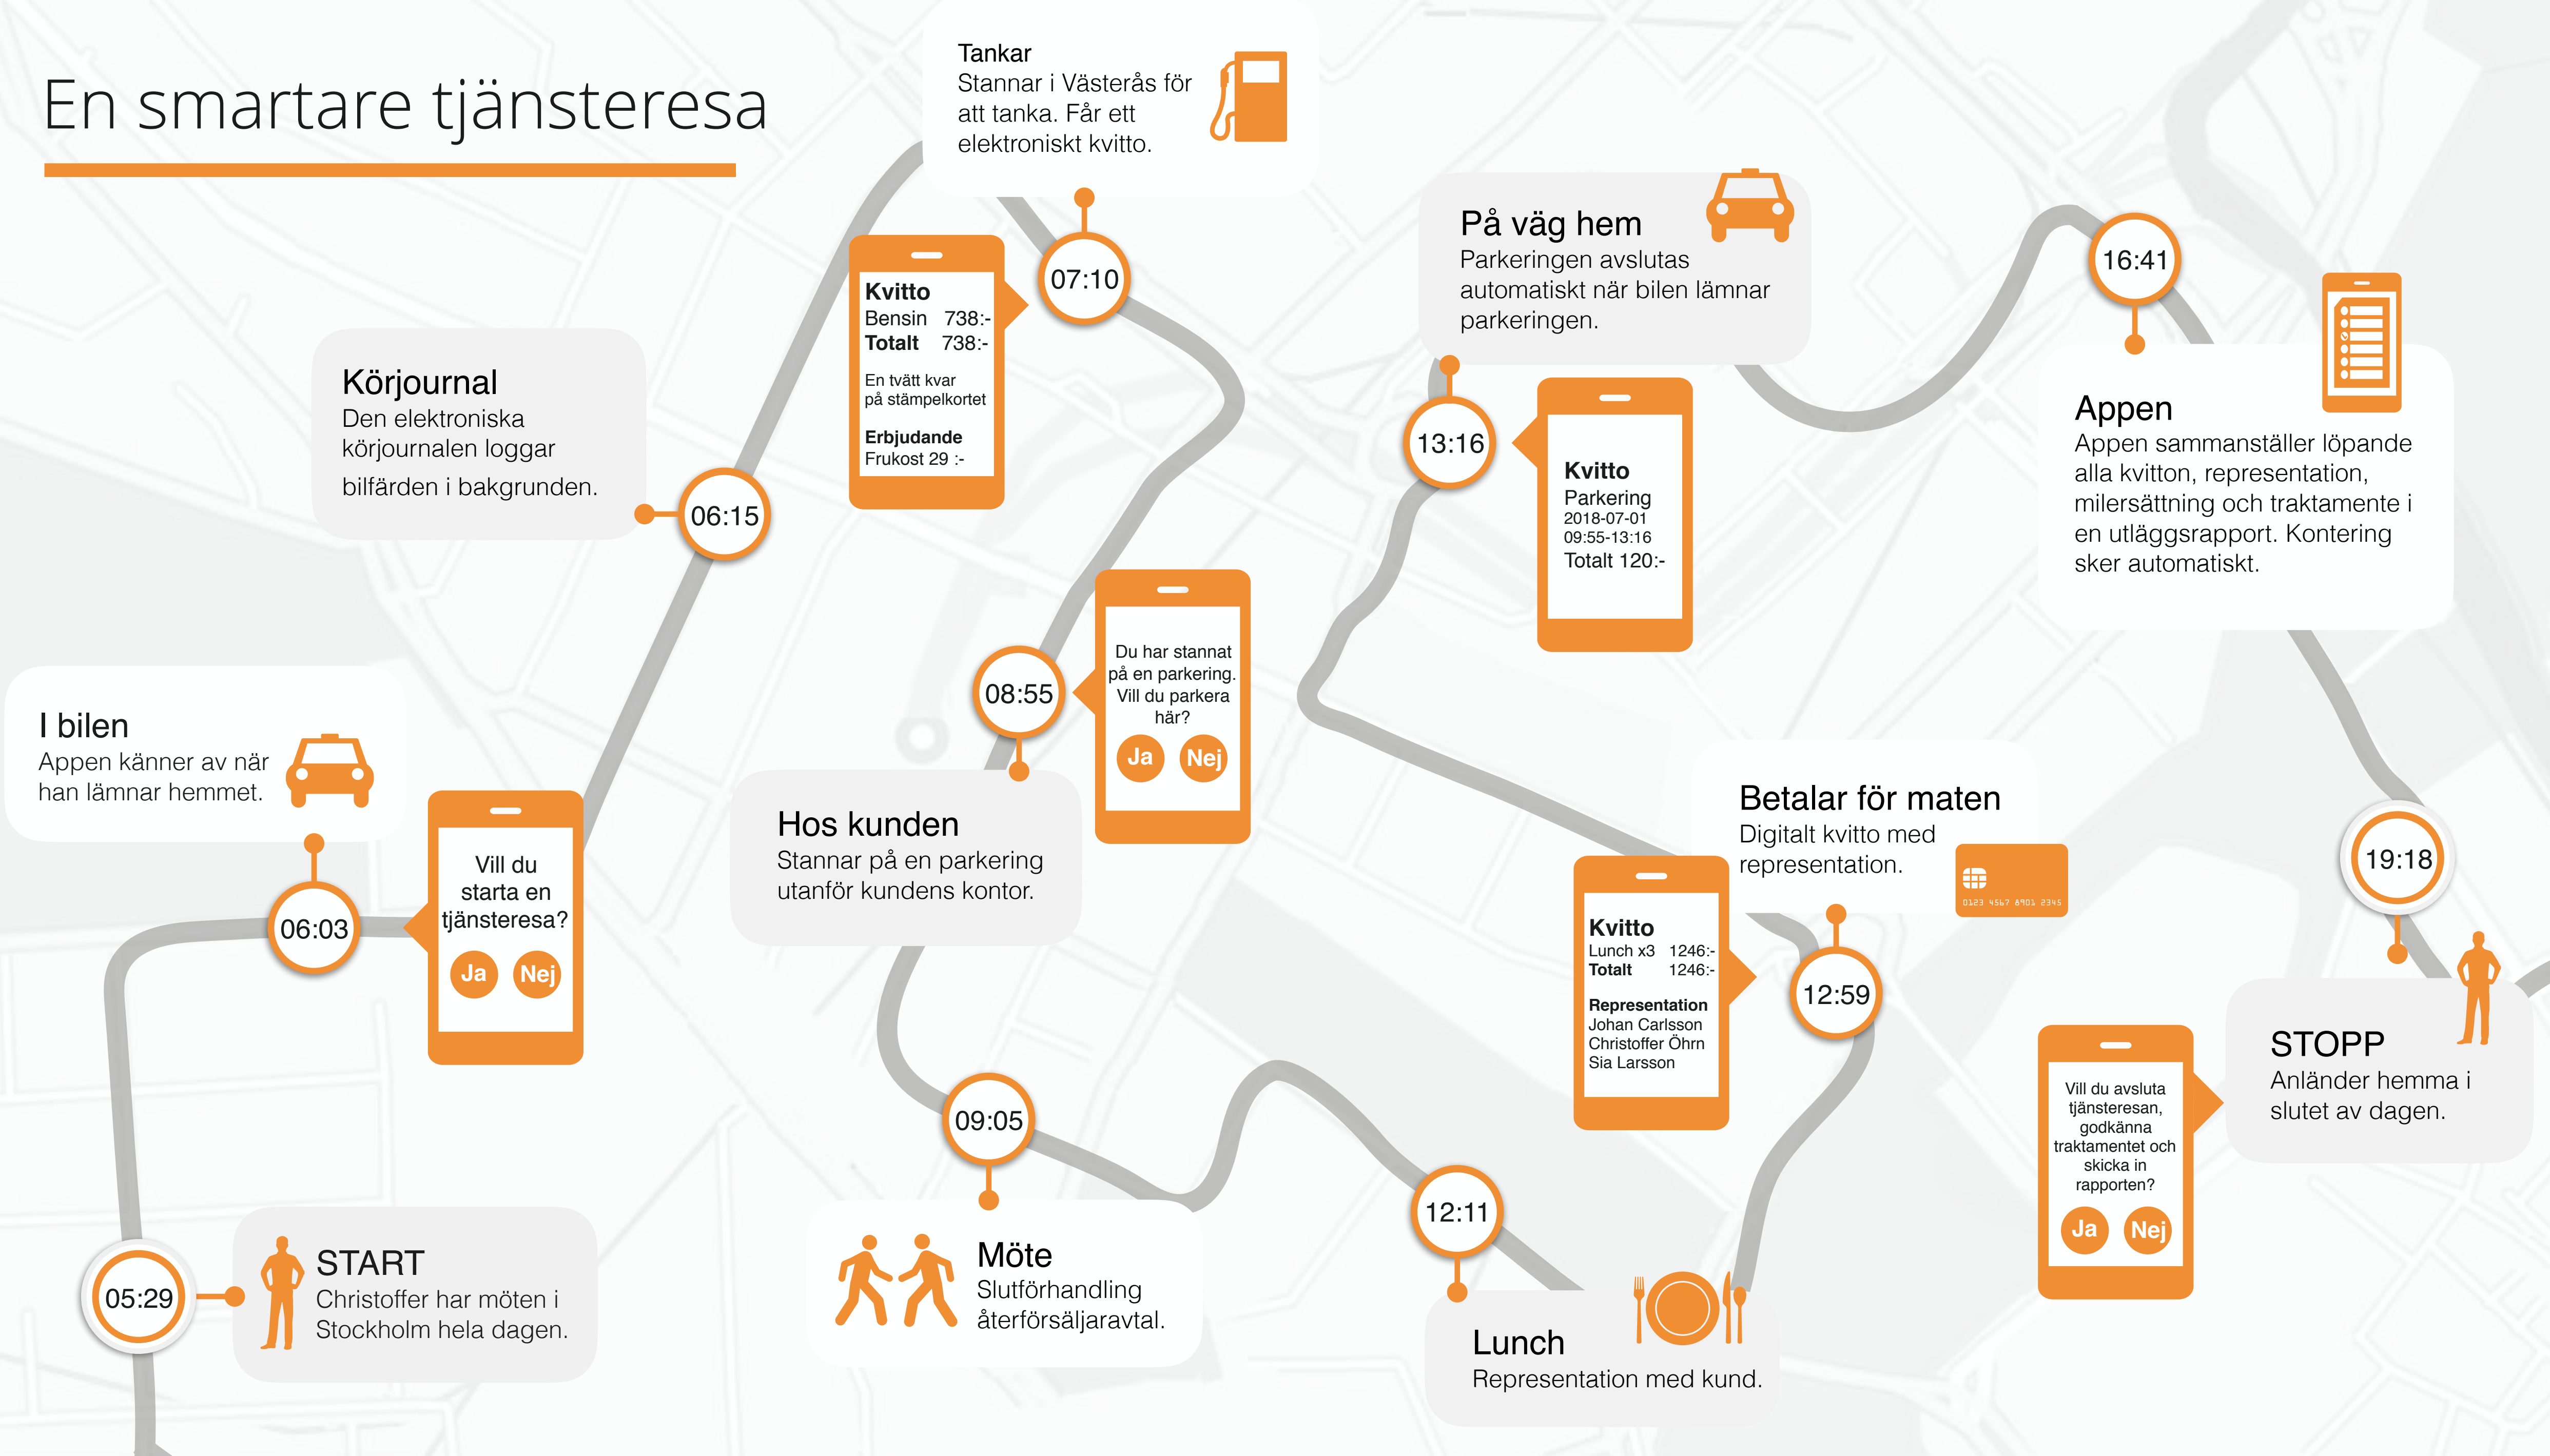 En smartare tjänsteresa
05:29
START
Christoffer har möten i
Stockholm hela dagen.
I bilen
Appen känner av när
han lämnar hemmet.
06:03
Vill du
starta en
tjänsteresa?
Ja Nej
Körjournal
Den elektroniska
körjournalen loggar
bilfärden i bakgrunden.
06:15
Tankar
Stannar i Västerås för
att tanka. Får ett
elektroniskt kvitto.
07:10
Kvitto
Bensin 738:-
Totalt 738:-
En tvätt kvar
på stämpelkortet
Erbjudande
Frukost 29 :-
08:55
Du har stannat
på en parkering.
Vill du parkera
här?
Ja Nej
Hos kunden
Stannar på en parkering
utanför kundens kontor.
09:05
Möte
Slutförhandling
återförsäljaravtal.
12:11
Lunch
Representation med kund.
Betalar för maten
Digitalt kvitto med
representation.
0123 4567 8901 2345
12:59
Kvitto
Lunch x3 1246:-
Totalt 1246:-
Representation
Johan Carlsson
Christoffer Öhrn
Sia Larsson
På väg hem
Parkeringen avslutas
automatiskt när bilen lämnar
parkeringen.
13:16
Kvitto
Parkering
2018-07-01
09:55-13:16
Totalt 120:-
16:41
Appen
Appen sammanställer löpande
alla kvitton, representation,
milersättning och traktamente i
en utläggsrapport. Kontering
sker automatiskt.
19:18
STOPP
Anländer hemma i
slutet av dagen.
Vill du avsluta
tjänsteresan,
godkänna
traktamentet och
skicka in
rapporten?
Ja Nej